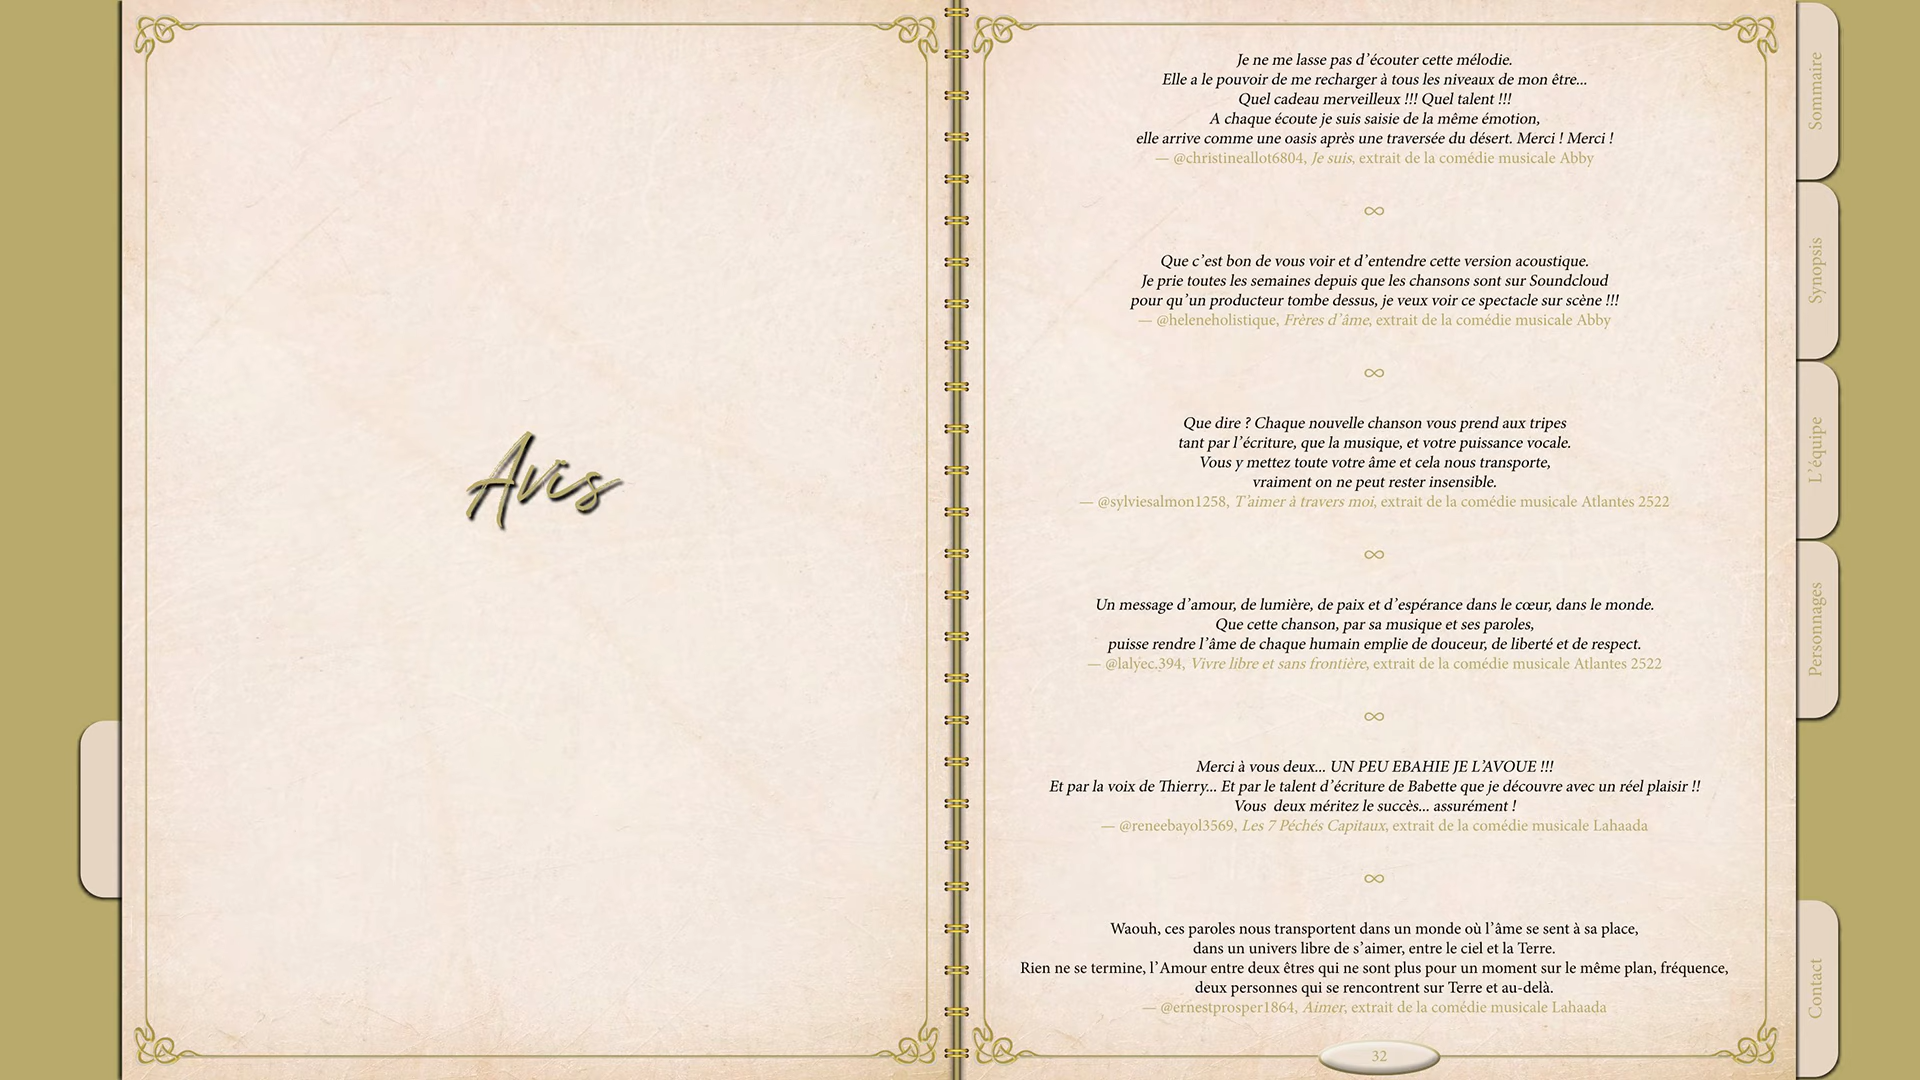 Avis
Je ne me lasse pas d’écouter cette mélodie.
Elle a le pouvoir de me recharger à tous les niveaux de mon être...
Quel cadeau merveilleux !!! Quel talent !!!
A chaque écoute je suis saisie de la même émotion,
elle arrive comme une oasis après une traversée du désert. Merci ! Merci !
— @christineallot6804, Je suis, extrait de la comédie musicale Abby
∞
Que c’est bon de vous voir et d’entendre cette version acoustique.
Je prie toutes les semaines depuis que les chansons sont sur Soundcloud
pour qu’un producteur tombe dessus, je veux voir ce spectacle sur scène !!!
— @heleneholistique, Frères d’âme, extrait de la comédie musicale Abby
∞
Que dire ? Chaque nouvelle chanson vous prend aux tripes
tant par l’écriture, que la musique, et votre puissance vocale.
Vous y mettez toute votre âme et cela nous transporte,
vraiment on ne peut rester insensible.
— @sylviesalmon1258, T’aimer à travers moi, extrait de la comédie musicale Atlantes 2522
∞
Un message d’amour, de lumière, de paix et d’espérance dans le cœur, dans le monde.
Que cette chanson, par sa musique et ses paroles,
puisse rendre l’âme de chaque humain emplie de douceur, de liberté et de respect.
— @lalyec.394, Vivre libre et sans frontière, extrait de la comédie musicale Atlantes 2522
∞
Merci à vous deux... UN PEU EBAHIE JE L’AVOUE !!!
Et par la voix de Thierry... Et par le talent d’écriture de Babette que je découvre avec un réel plaisir !!
Vous  deux méritez le succès... assurément !
— @reneebayol3569, Les 7 Péchés Capitaux, extrait de la comédie musicale Lahaada
∞
Waouh, ces paroles nous transportent dans un monde où l’âme se sent à sa place,
dans un univers libre de s’aimer, entre le ciel et la Terre.
Rien ne se termine, l’Amour entre deux êtres qui ne sont plus pour un moment sur le même plan, fréquence,
deux personnes qui se rencontrent sur Terre et au-delà.
— @ernestprosper1864, Aimer, extrait de la comédie musicale Lahaada
32
Sommaire
Synopsis
L’équipe
Personnages
Contact